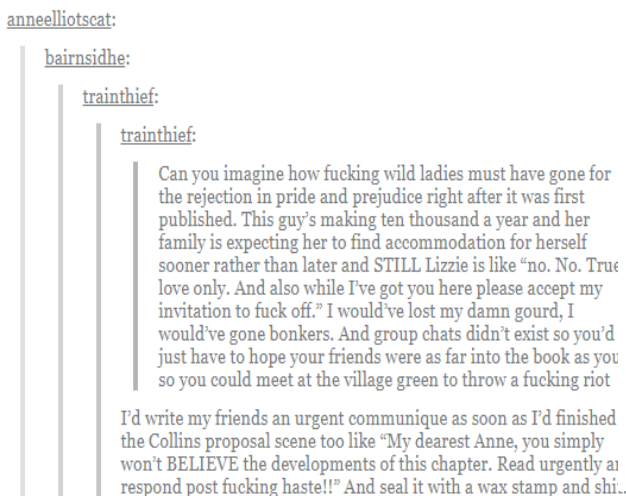 anneelliotscat:
bairnsidhe:
trainthief:
trainthief:
Can you imagine how fucking wild ladies must have gone for
the rejection in pride and prejudice right after it was first
published. This guy's making ten thousand a year and her
family is expecting her to find accommodation for herself
sooner rather than later and STILL Lizzie is like “no. No. True
love only. And also while I've got you here please accept my
invitation to fuck off.” I would've lost my damn gourd, I
would've gone bonkers. And group chats didn't exist so you'd
just have to hope your friends were as far into the book as you
so you could meet at the village green to throw a fucking riot
I'd write my friends an urgent communique as soon as I'd finished
the Collins proposal scene too like “My dearest Anne, you simply
won't BELIEVE the developments of this chapter. Read urgently
respond post fucking haste!!” And seal it with a wax stamp and